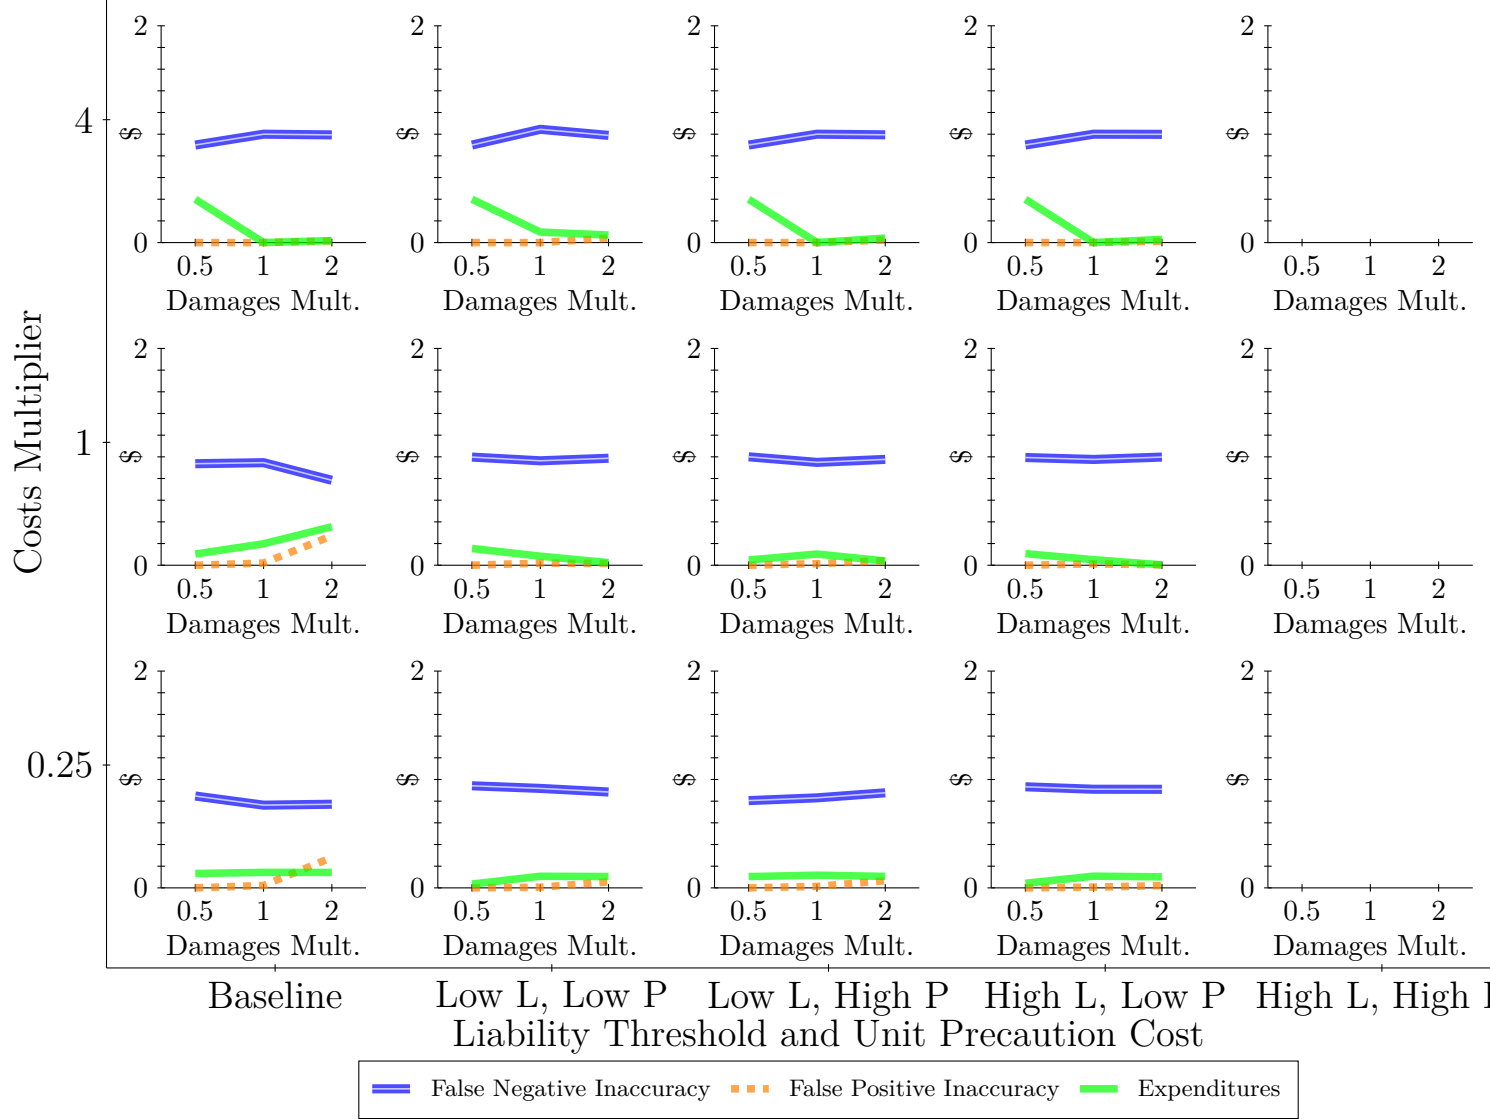 Costs Multiplier
4
2
$
0
0.5 1 2
Damages Mult.
2
$
0
0.5 1 2
Damages Mult.
2
$
0
0.5 1 2
Damages Mult.
2
$
0
0.5 1 2
Damages Mult.
2
$
0
0.5 1 2
Damages Mult.
1
2
$
0
0.5 1 2
Damages Mult.
2
$
0
0.5 1 2
Damages Mult.
2
$
0
0.5 1 2
Damages Mult.
2
$
0
0.5 1 2
Damages Mult.
2
$
0
0.5 1 2
Damages Mult.
0.25
2
$
0
0.5 1 2
Damages Mult.
2
$
0
0.5 1 2
Damages Mult.
2
$
0
0.5 1 2
Damages Mult.
2
$
0
0.5 1 2
Damages Mult.
2
$
0
0.5 1 2
Damages Mult.
Baseline
Low L, Low P
Low L, High P
High L, Low P
High L, High
Liability Threshold and Unit Precaution Cost
False Negative Inaccuracy
False Positive Inaccuracy
Expenditures